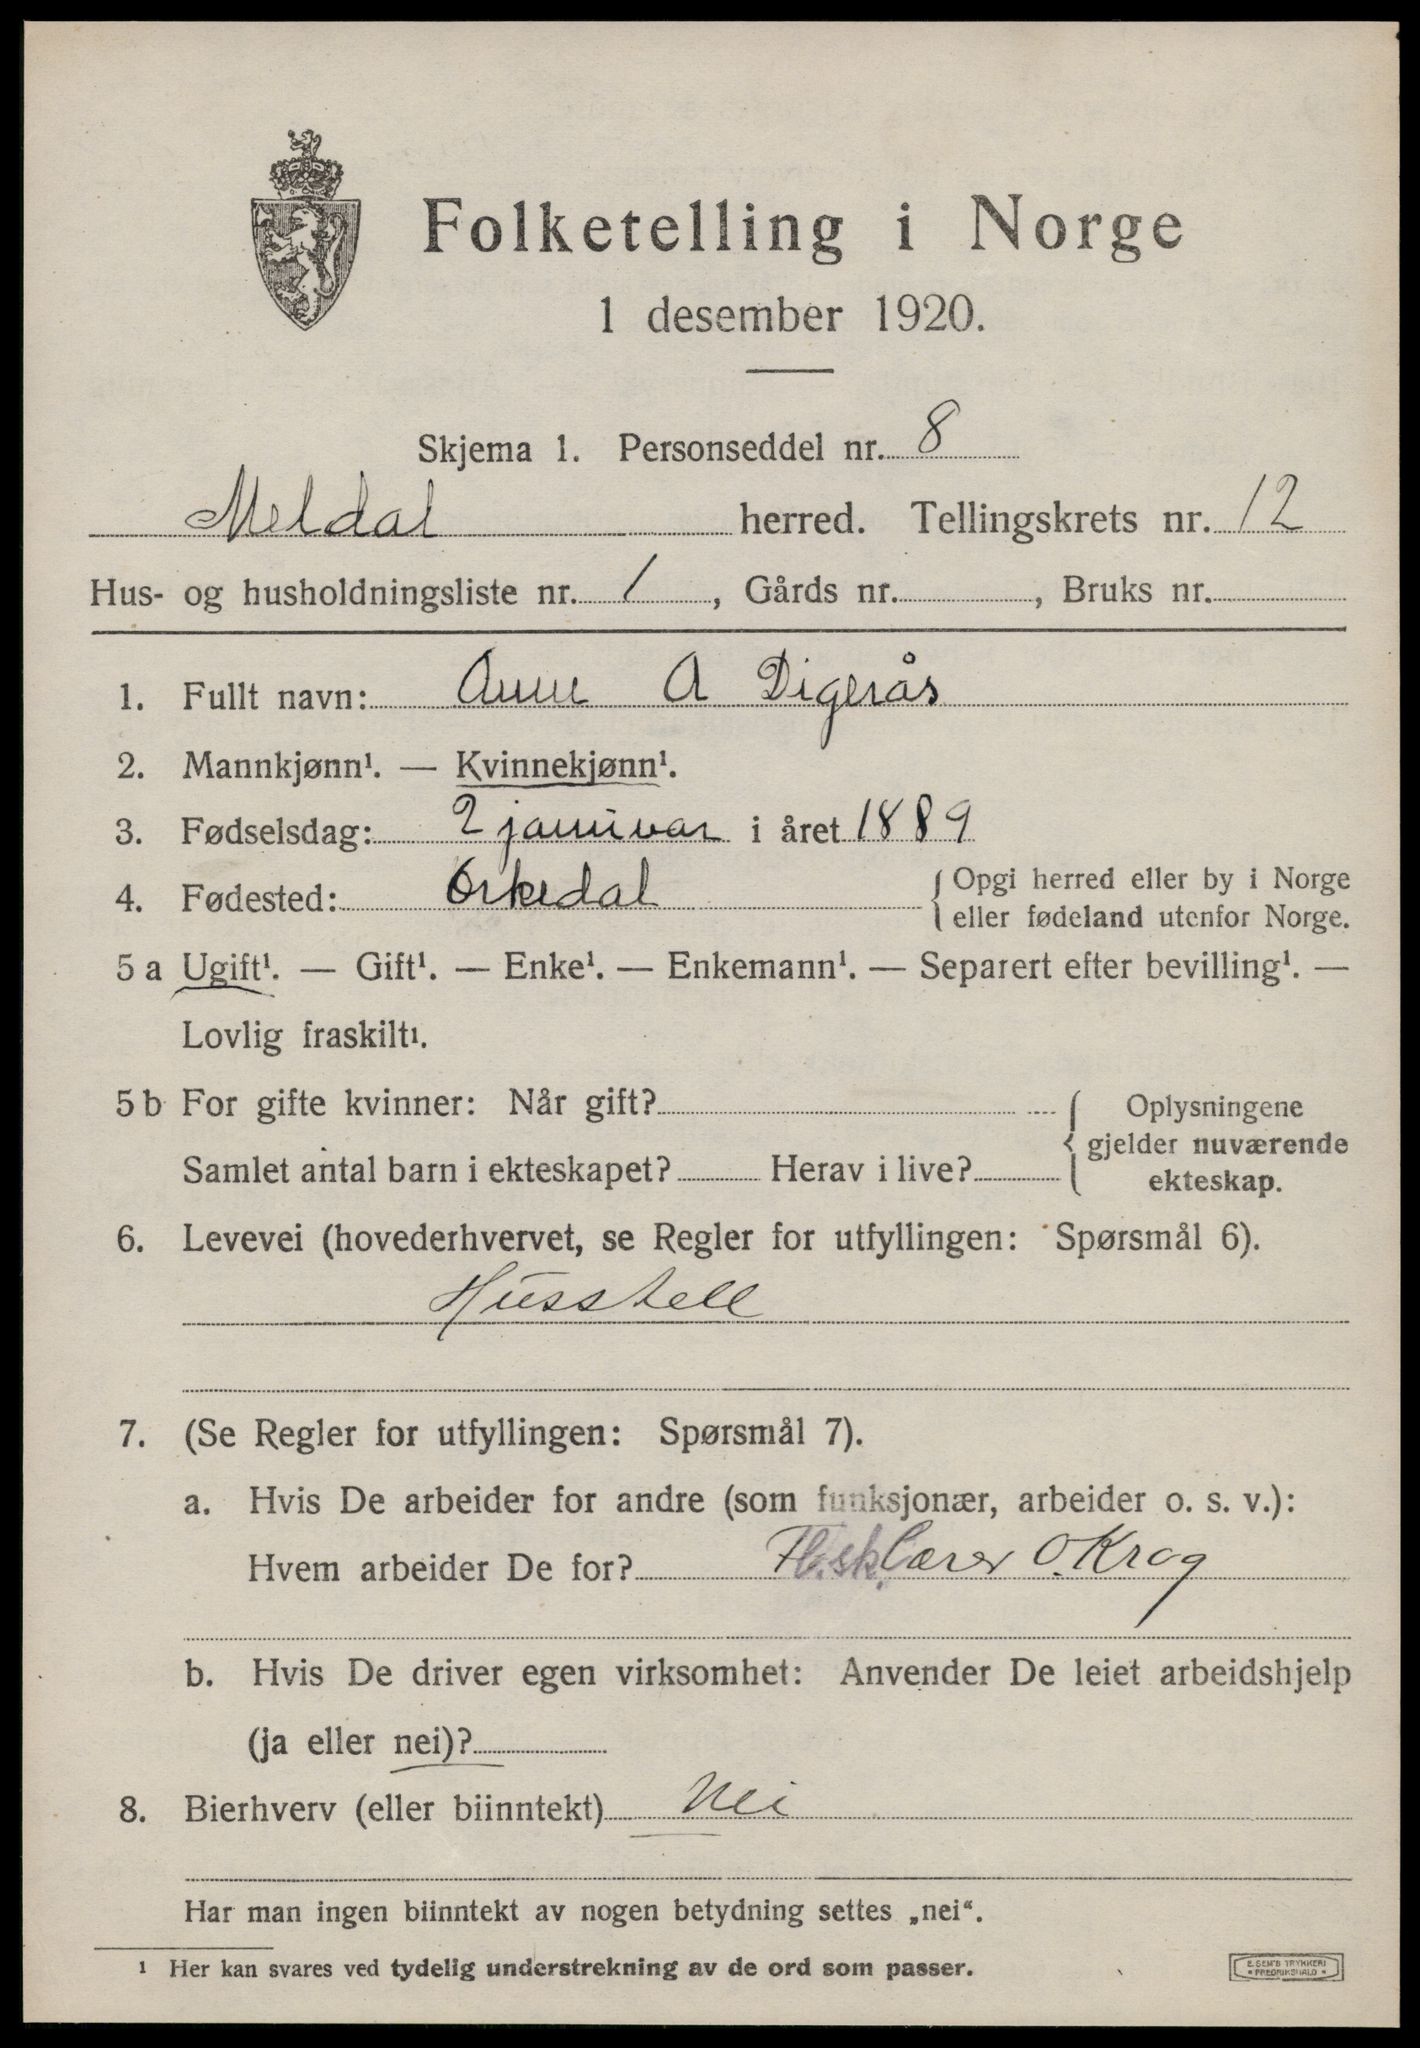 Folketelling i Norge
1 desember 1920.
Skjema 1. Personseddel nr. 8
Meldal herred. Tellingskrets nr. 12
Hus- og husholdningsliste nr. 1, Gårds nr. , Bruks nr.
1. Fullt navn: Anne A Digerås
2. Mannkjønn¹. — Kvinnekjønn¹.
3. Fødselsdag: 2 januvar i året 1889
4. Fødested: Orkedal { Opgi herred eller by i Norge
eller fødeland utenfor Norge.
5 a Ugift¹. — Gift¹. — Enke¹. — Enkemann¹. — Separert efter bevilling¹. —
Lovlig fraskilt¹.
5 b For gifte kvinner: Når gift? { Oplysningene
gjelder nuværende
ekteskap.
Samlet antal barn i ekteskapet? Herav i live?
6. Levevei (hovederhvervet, se Regler for utfyllingen: Spørsmål 6).
Husstell
7. (Se Regler for utfyllingen: Spørsmål 7).
a. Hvis De arbeider for andre (som funksjonær, arbeider o. s. v.):
Hvem arbeider De for? lærer O. Krog
b. Hvis De driver egen virksomhet: Anvender De leiet arbeidshjelp
(ja eller nei)?
8. Bierhverv (eller biinntekt) Nei
Har man ingen biinntekt av nogen betydning settes „nei“.
¹ Her kan svares ved tydelig understrekning av de ord som passer.
E. SEM'S TRYKKERI
FREDRIKSHALD